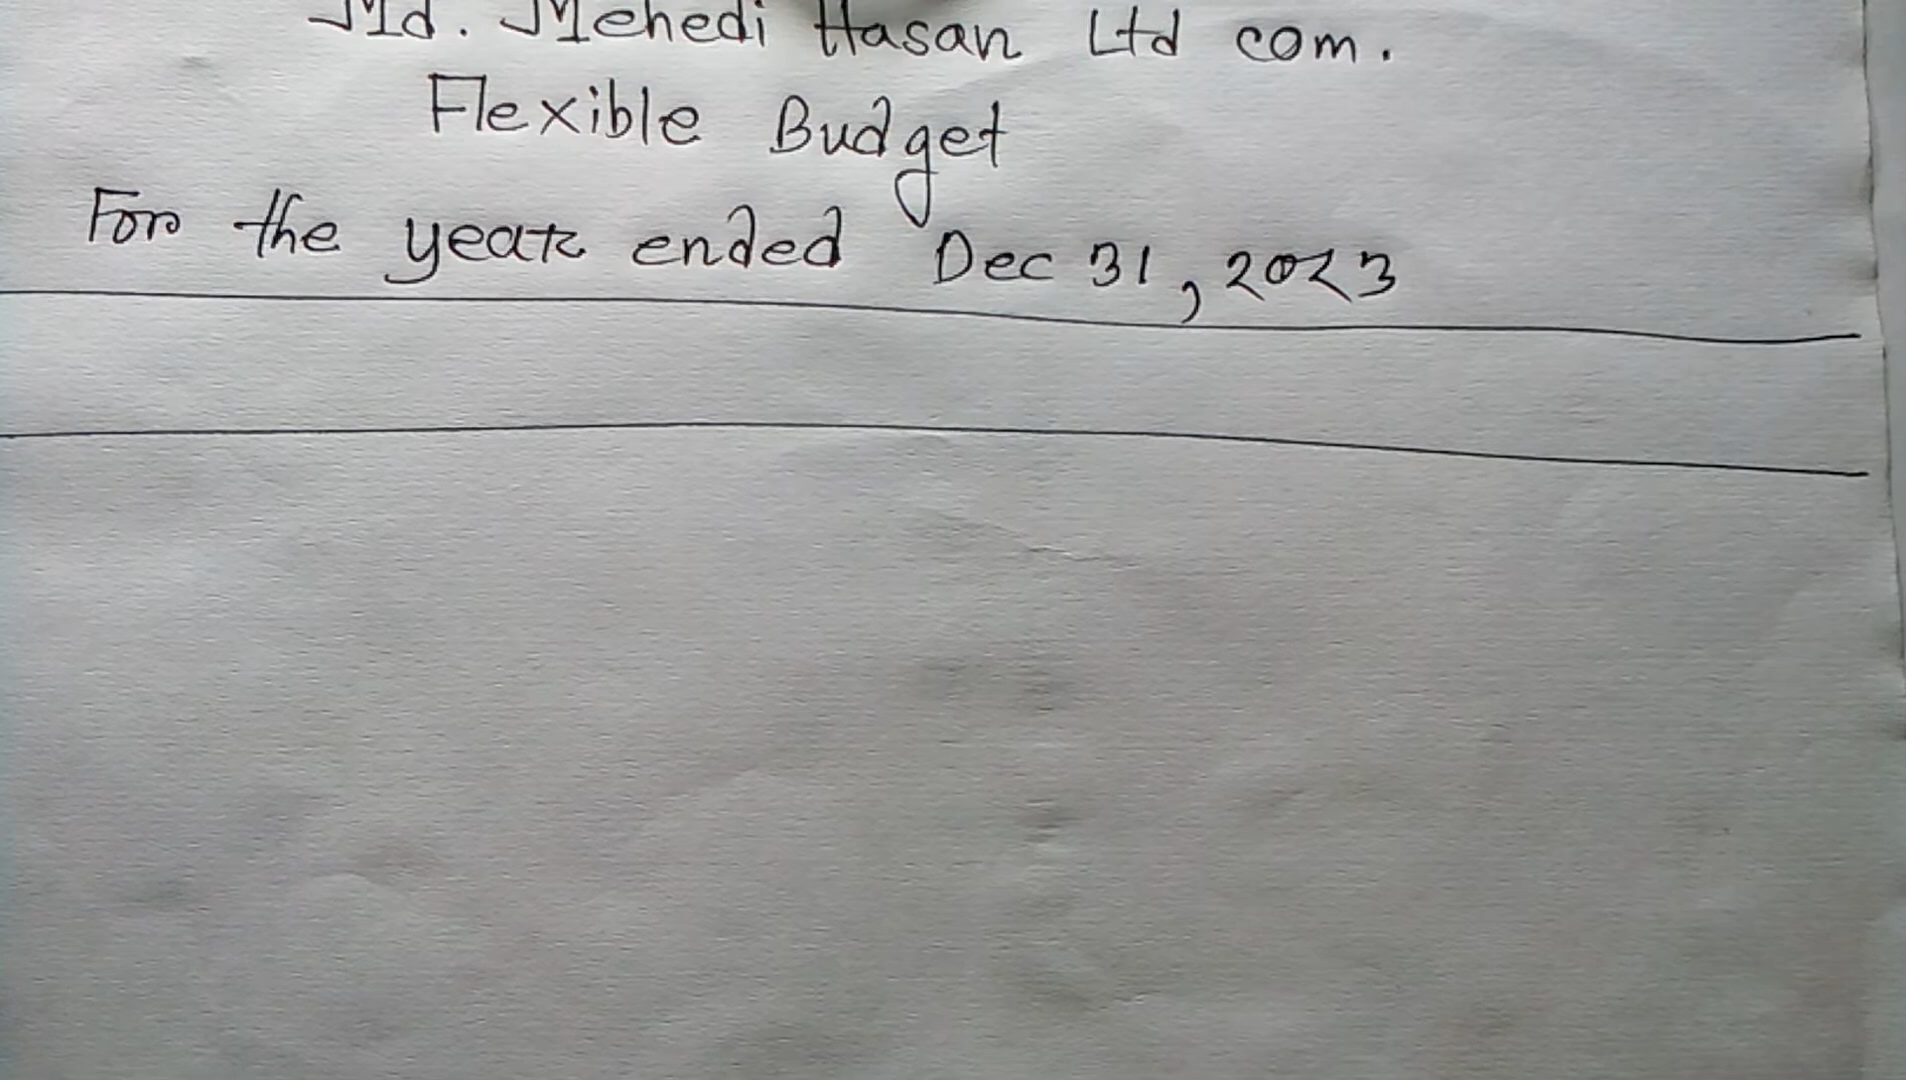 Md. Mehedi Hasan Ltd com.
Flexible Budget
For the year ended Dec 31, 2023